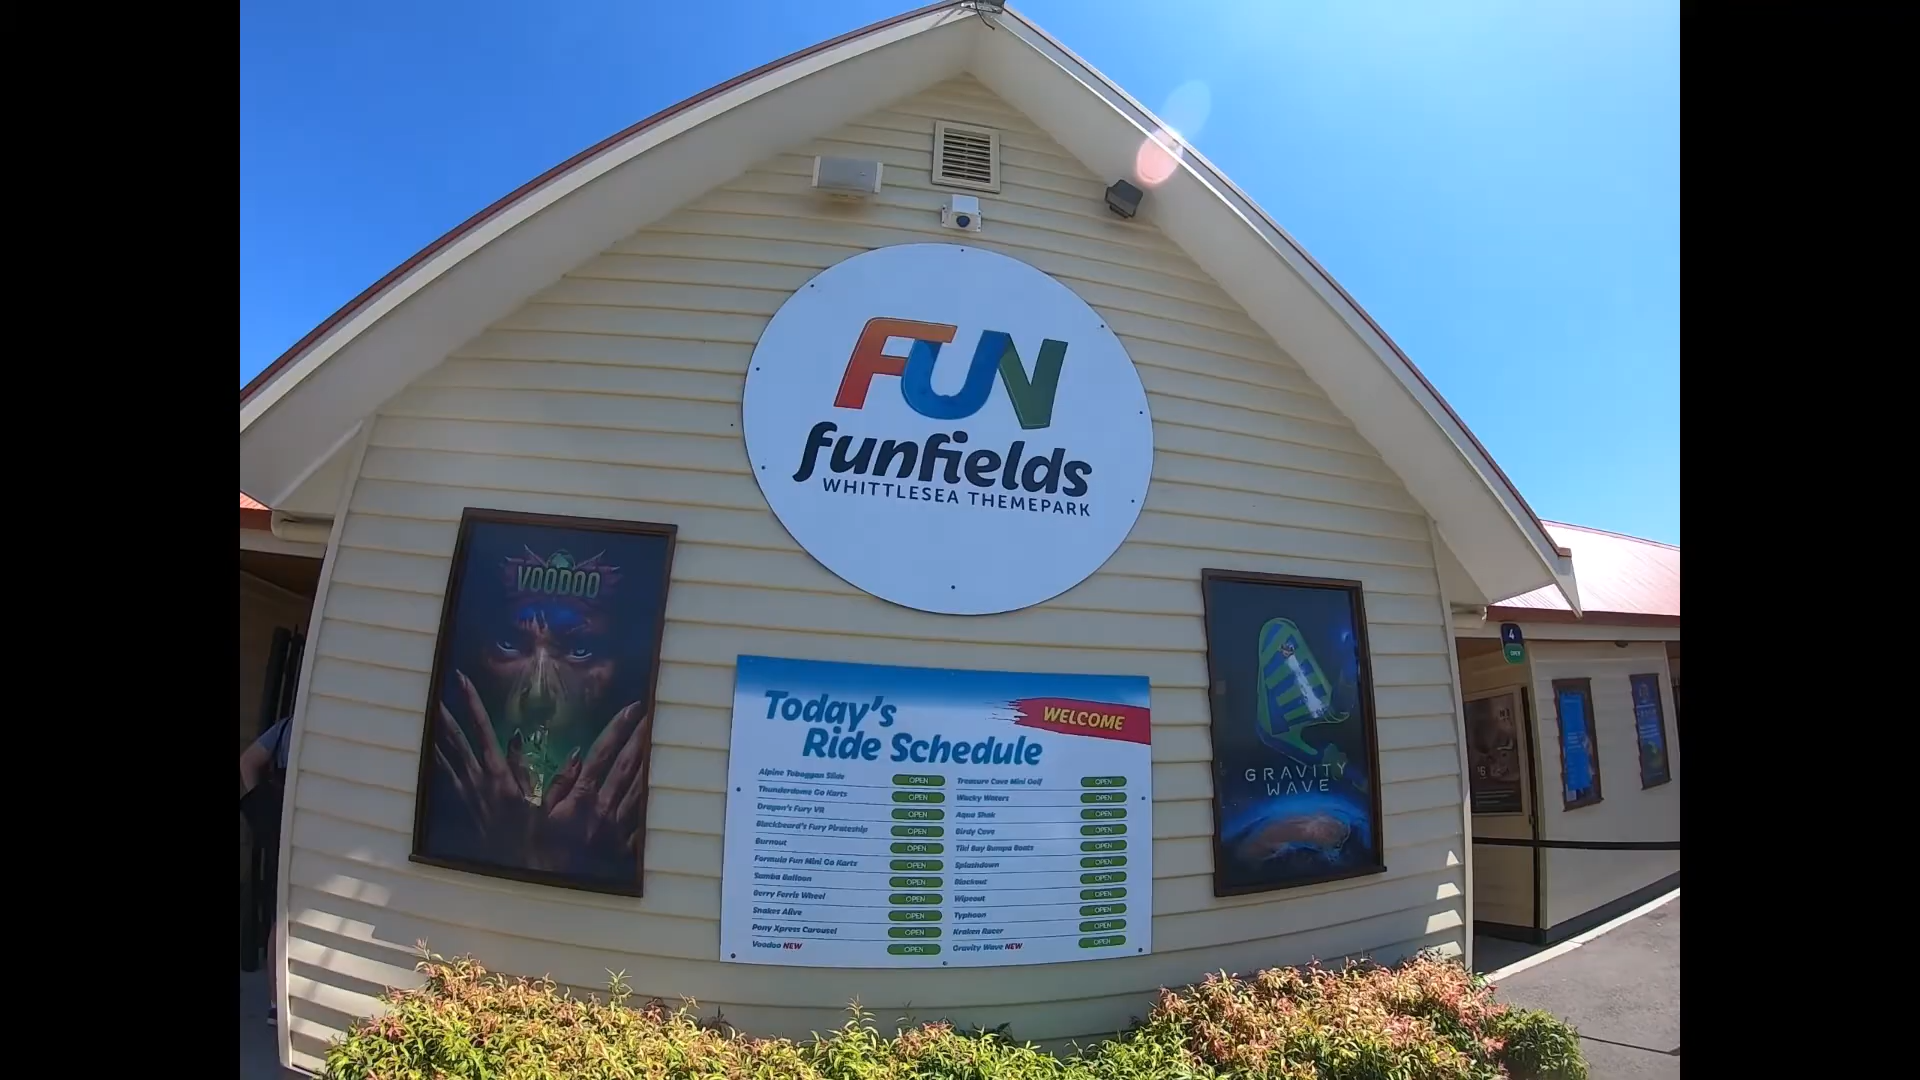 FUN
funfields
WHITTLESEA THEMEPARK
VOODOO
Today's
Ride Schedule
WELCOME
Alpine Toboggan Slide OPEN
Thunderdome Go Karts OPEN
Dragon's Fury VR OPEN
Blackbeard's Fury Pirateship OPEN
Burnout OPEN
Formula Fun Mini Go Karts OPEN
Samba Balloon OPEN
Berry Ferris Wheel OPEN
Snakes Alive OPEN
Pony Xpress Carousel OPEN
Voodoo NEW OPEN
Treasure Cove Mini Golf OPEN
Wacky Waters OPEN
Aqua Shak OPEN
Birdy Cove OPEN
Tiki Bay Bumpa Boats OPEN
Splashdown OPEN
Blackout OPEN
Wipeout OPEN
Typhoon OPEN
Kraken Racer OPEN
Gravity Wave NEW OPEN
GRAVITY
WAVE
4
OPEN